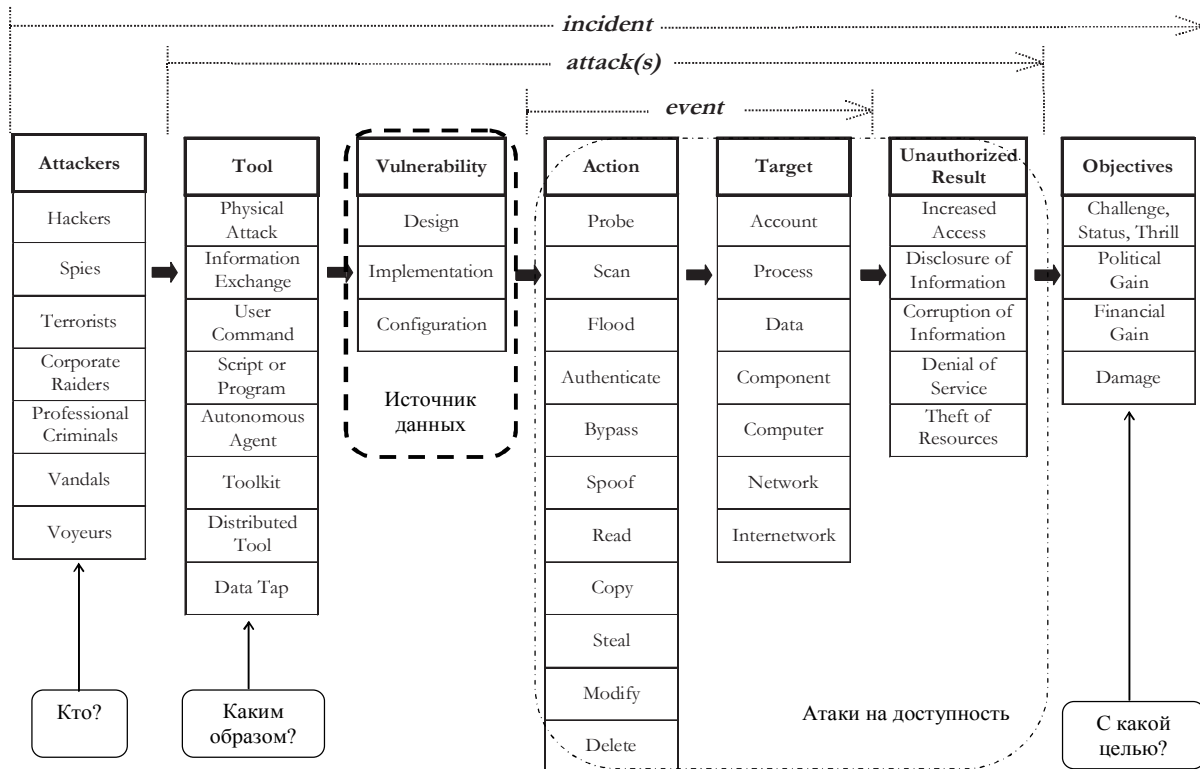 incident
attack(s)
event
Attackers
Hackers
Spies
Terrorists
Corporate
Raiders
Professional
Criminals
Vandals
Voyeurs
Кто?
Tool
Physical
Attack
Information
Exchange
User
Command
Script or
Program
Autonomous
Agent
Toolkit
Distributed
Tool
Data Tap
Каким
образом?
Vulnerability
Design
Implementation
Configuration
Источник
данных
Action
Probe
Scan
Flood
Authenticate
Bypass
Spoof
Read
Copy
Steal
Modify
Delete
Target
Account
Process
Data
Component
Computer
Network
Internetwork
Unauthorized
Result
Increased
Access
Disclosure of
Information
Corruption of
Information
Denial of
Service
Theft of
Resources
Атаки на доступность
Objectives
Challenge,
Status, Thrill
Political
Gain
Financial
Gain
Damage
С какой
целью?